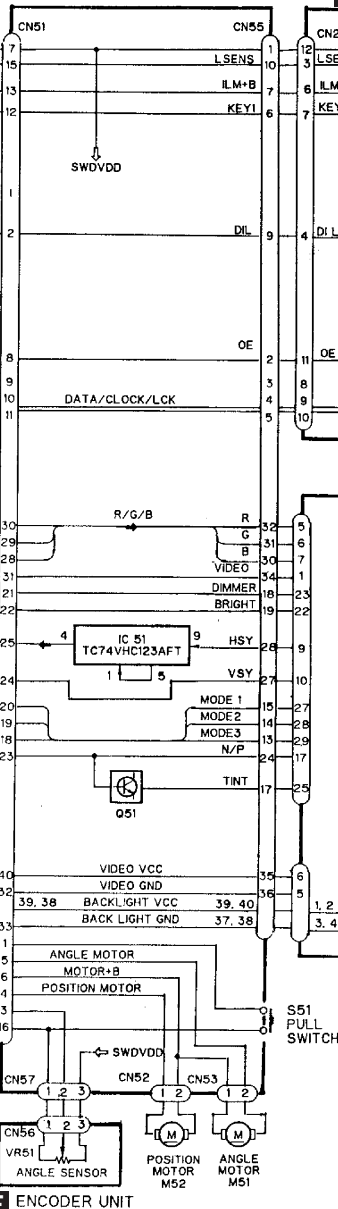 CN51 CN55 CN2
7 1 12
15 LSENS 10 3 LSE
13 ILM+B 7 6 ILM
12 KEY1 6 7 KEY
SWDVDD
1
2 DIL 9 4 DIL
OE OE
8 2 11
9 3 8
10 DATA/CLOCK/LCK 4 9
11 5 10
R/G/B
30 R 32 5
29 G 31 6
28 B 30 7
31 VIDEO 34 1
21 DIMMER 18 23
22 BRIGHT 19 22
25 4 IC 51 9 HSY 28 9
TC74VHC123AFT
1 5
24 VSY 27 10
20 MODE 1 15 27
19 MODE2 14 28
18 MODE3 13 29
23 N/P 24 17
TINT 17 25
Q51
40 VIDEO VCC 35 6
32 VIDEO GND 36 5
39, 38 BACKLIGHT VCC 39, 40 1, 2
33 BACK LIGHT GND 37, 38 3, 4
1
5 ANGLE MOTOR
6 MOTOR+B
4 POSITION MOTOR
3
16
S51
PULL
SWITCH
SWDVDD
CN57 CN52 CN53
1 2 3 1 2 1 2
CN56 1 2 3
M M
VR51
ANGLE SENSOR
POSITION
MOTOR
M52
ANGLE
MOTOR
M51
ENCODER UNIT